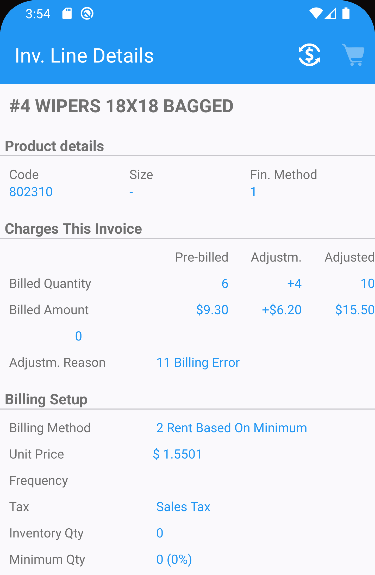 3:54
Inv. Line Details
#4 WIPERS 18X18 BAGGED
Product details
Code Size Fin. Method
802310 - 1
Charges This Invoice
Pre-billed Adjustm. Adjusted
Billed Quantity 6 +4 10
Billed Amount $9.30 +$6.20 $15.50
0
Adjustm. Reason 11 Billing Error
Billing Setup
Billing Method 2 Rent Based On Minimum
Unit Price $ 1.5501
Frequency
Tax Sales Tax
Inventory Qty 0
Minimum Qty 0 (0%)